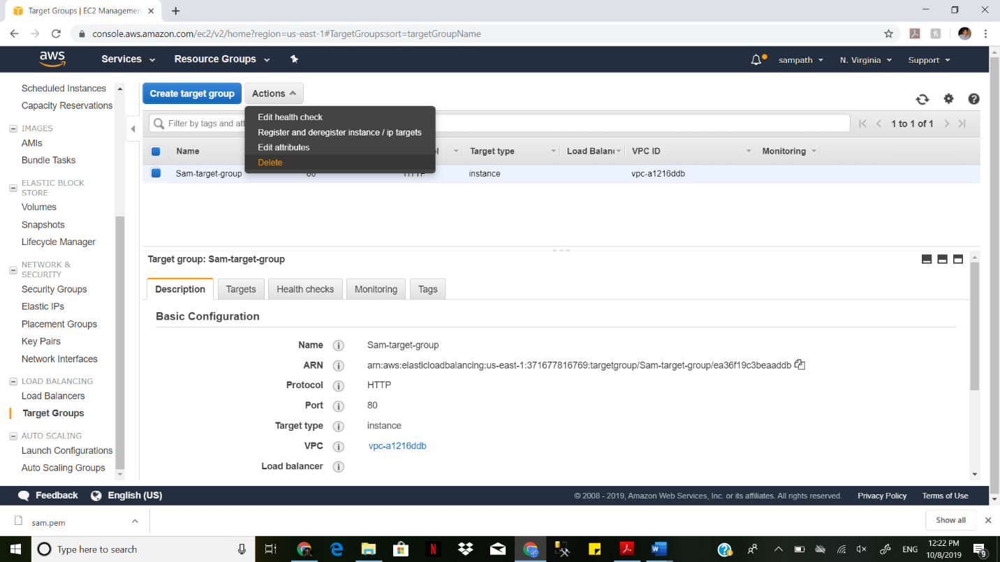 Target Groups | EC2 Managemen
console.aws.amazon.com/ec2/v2/home?region=us-east-1#TargetGroups:sort=targetGroupName
aws
Services
Resource Groups
sampath
N. Virginia
Support
Scheduled Instances
Capacity Reservations
IMAGES
AMIs
Bundle Tasks
ELASTIC BLOCK
STORE
Volumes
Snapshots
Lifecycle Manager
NETWORK &
SECURITY
Security Groups
Elastic IPs
Placement Groups
Key Pairs
Network Interfaces
LOAD BALANCING
Load Balancers
Target Groups
AUTO SCALING
Launch Configurations
Auto Scaling Groups
Create target group
Actions
Edit health check
Register and deregister instance / ip targets
Edit attributes
Delete
Filter by tags and att
1 to 1 of 1
Name
Target type
Load Balanc
VPC ID
Monitoring
Sam-target-group
80
HTTP
instance
vpc-a1216ddb
Target group: Sam-target-group
Description
Targets
Health checks
Monitoring
Tags
Basic Configuration
Name
Sam-target-group
ARN
arn:aws:elasticloadbalancing:us-east-1:371677816769:targetgroup/Sam-target-group/ea36f19c3beaaddb
Protocol
HTTP
Port
80
Target type
instance
VPC
vpc-a1216ddb
Load balancer
Feedback
English (US)
© 2008 - 2019, Amazon Web Services, Inc. or its affiliates. All rights reserved.
Privacy Policy
Terms of Use
sam.pem
Show all
Type here to search
ENG
12:22 PM
10/8/2019
9